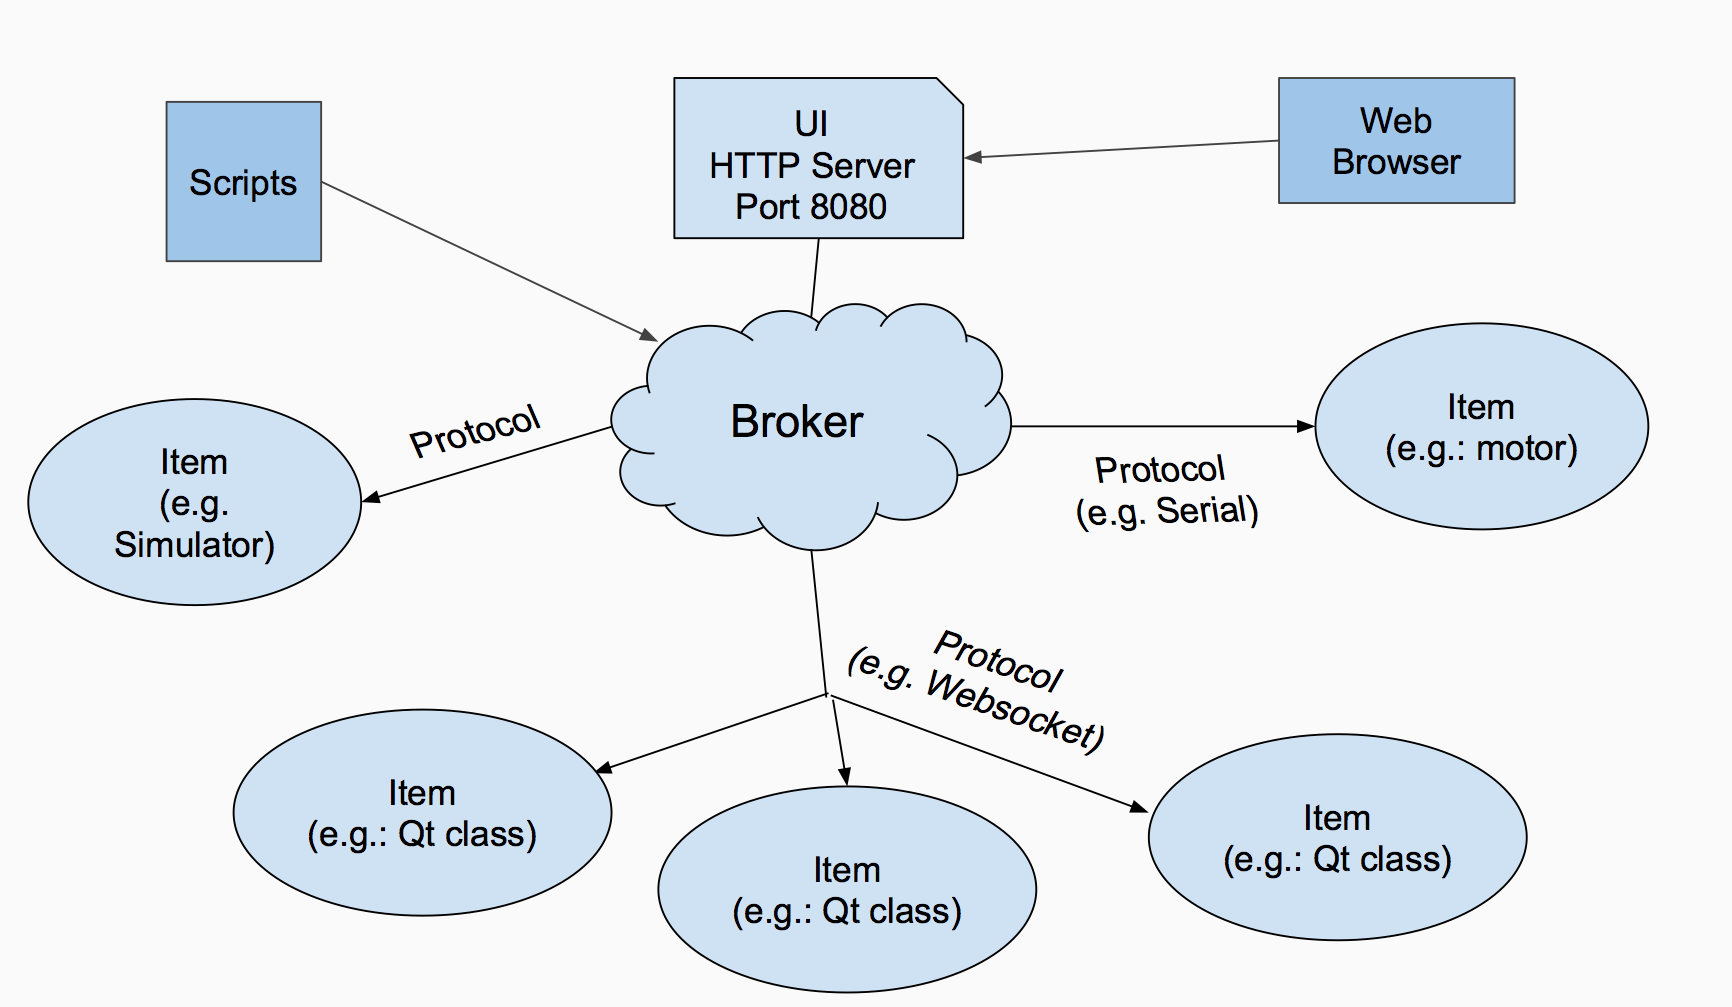 UI
HTTP Server
Port 8080
Web
Browser
Scripts
Broker
Protocol
Item
(e.g.
Simulator)
Item
(e.g.: motor)
Protocol
(e.g. Serial)
Protocol
(e.g. Websocket)
Item
(e.g.: Qt class)
Item
(e.g.: Qt class)
Item
(e.g.: Qt class)